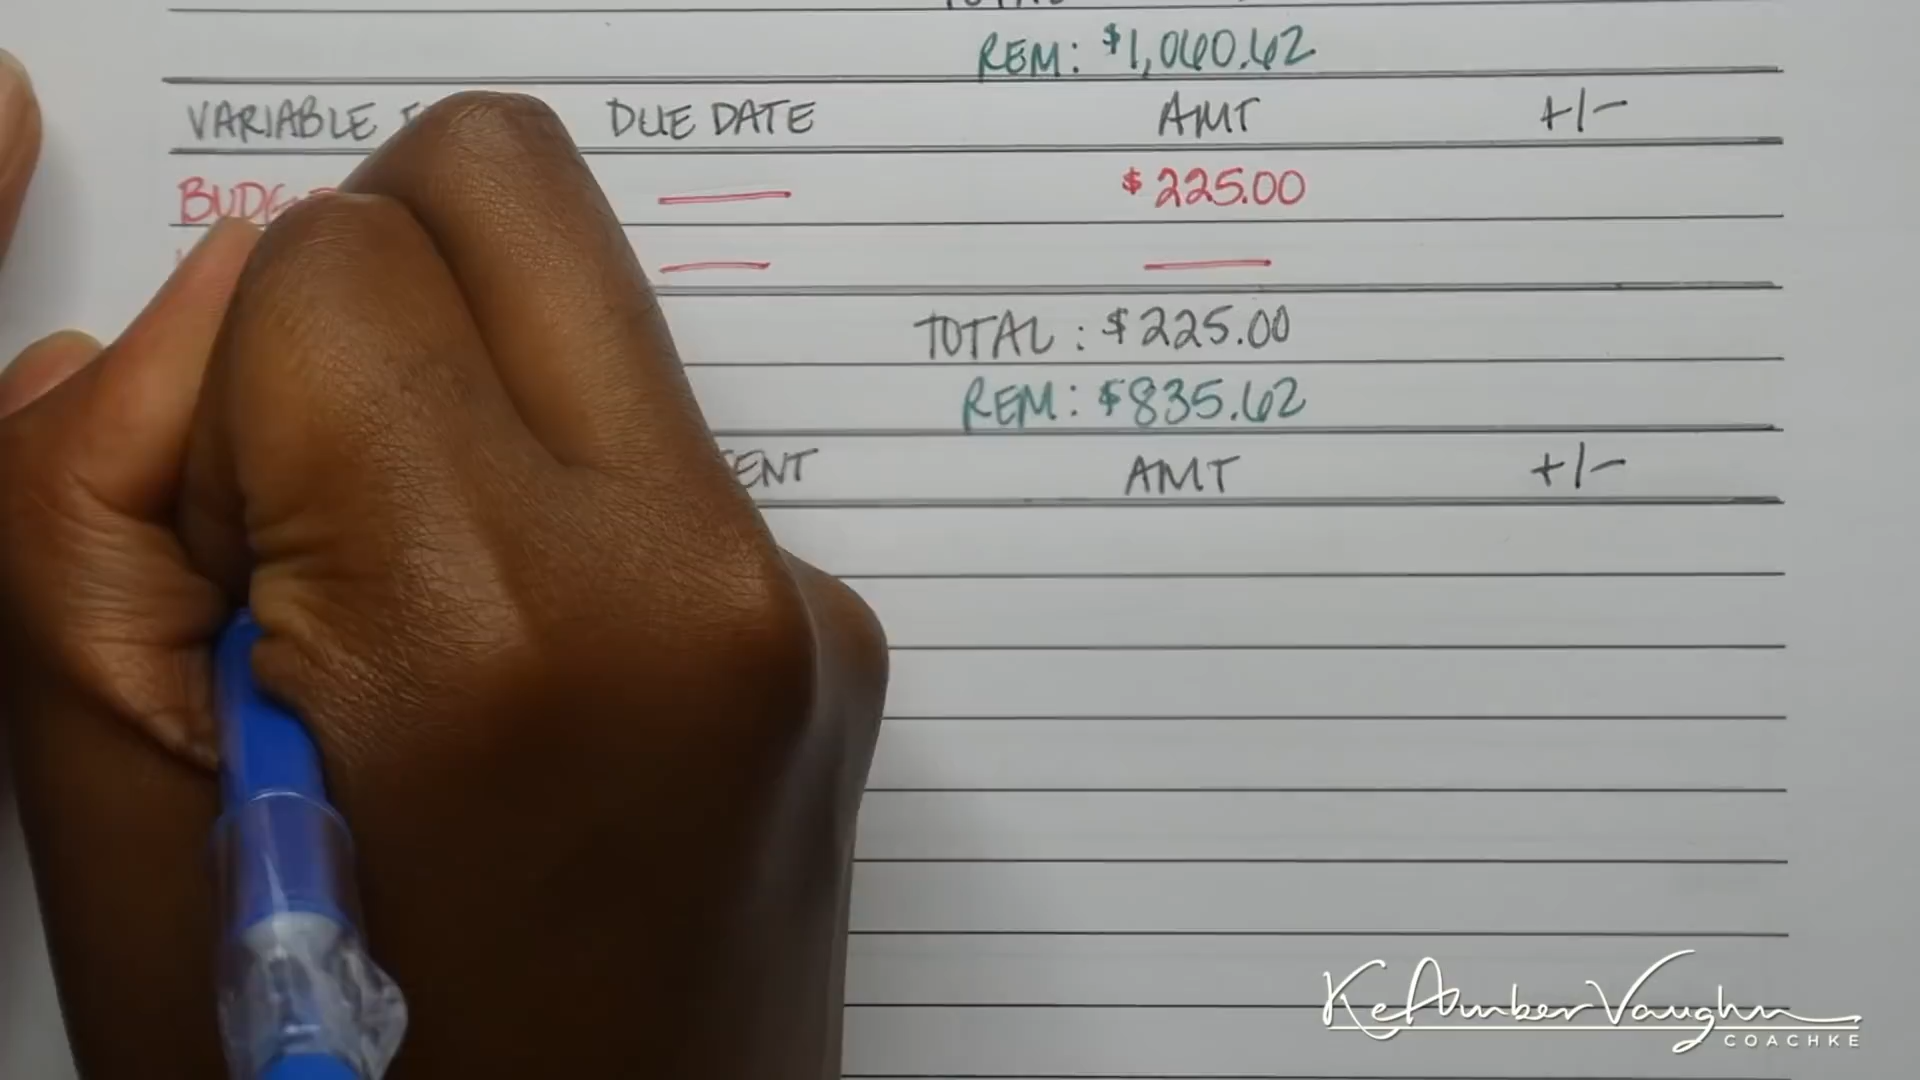 REM: $1,060.62
VARIABLE DUE DATE AMT +/-
$225.00
TOTAL: $225.00
REM: $835.62
AMT +/-
KeAmber Vaughn
COACHKE